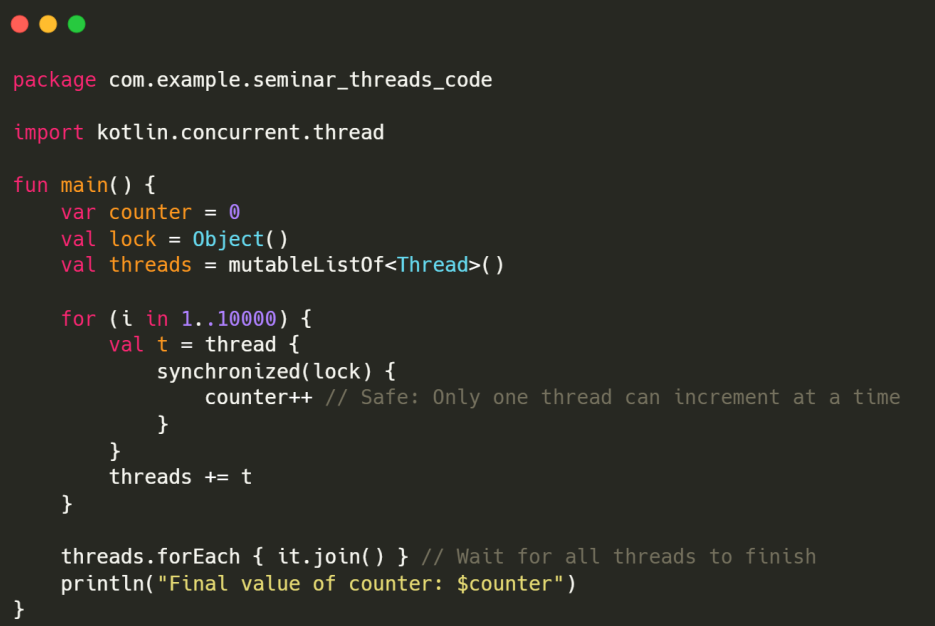 package com.example.seminar_threads_code
import kotlin.concurrent.thread
fun main() {
    var counter = 0
    val lock = Object()
    val threads = mutableListOf<Thread>()
    for (i in 1..10000) {
        val t = thread {
            synchronized(lock) {
                counter++ // Safe: Only one thread can increment at a time
            }
        }
        threads += t
    }
    threads.forEach { it.join() } // Wait for all threads to finish
    println("Final value of counter: $counter")
}